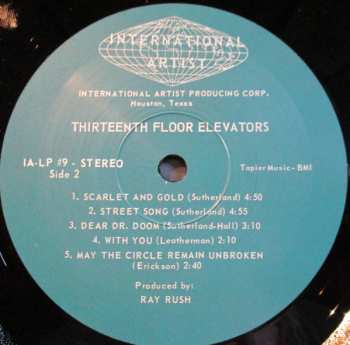 INTERNATIONAL
ARTIST
INTERNATIONAL ARTIST PRODUCING CORP.
Houston, Texas
THIRTEENTH FLOOR ELEVATORS
IA-LP #9 - STEREO
Side 2
Tapier Music - BMI
1. SCARLET AND GOLD (Sutherland) 4:50
2. STREET SONG (Sutherland) 4:55
3. DEAR DR. DOOM (Sutherland-Hall) 3:10
4. WITH YOU (Leatherman) 2:10
5. MAY THE CIRCLE REMAIN UNBROKEN
(Erickson) 2:40
Produced by:
RAY RUSH